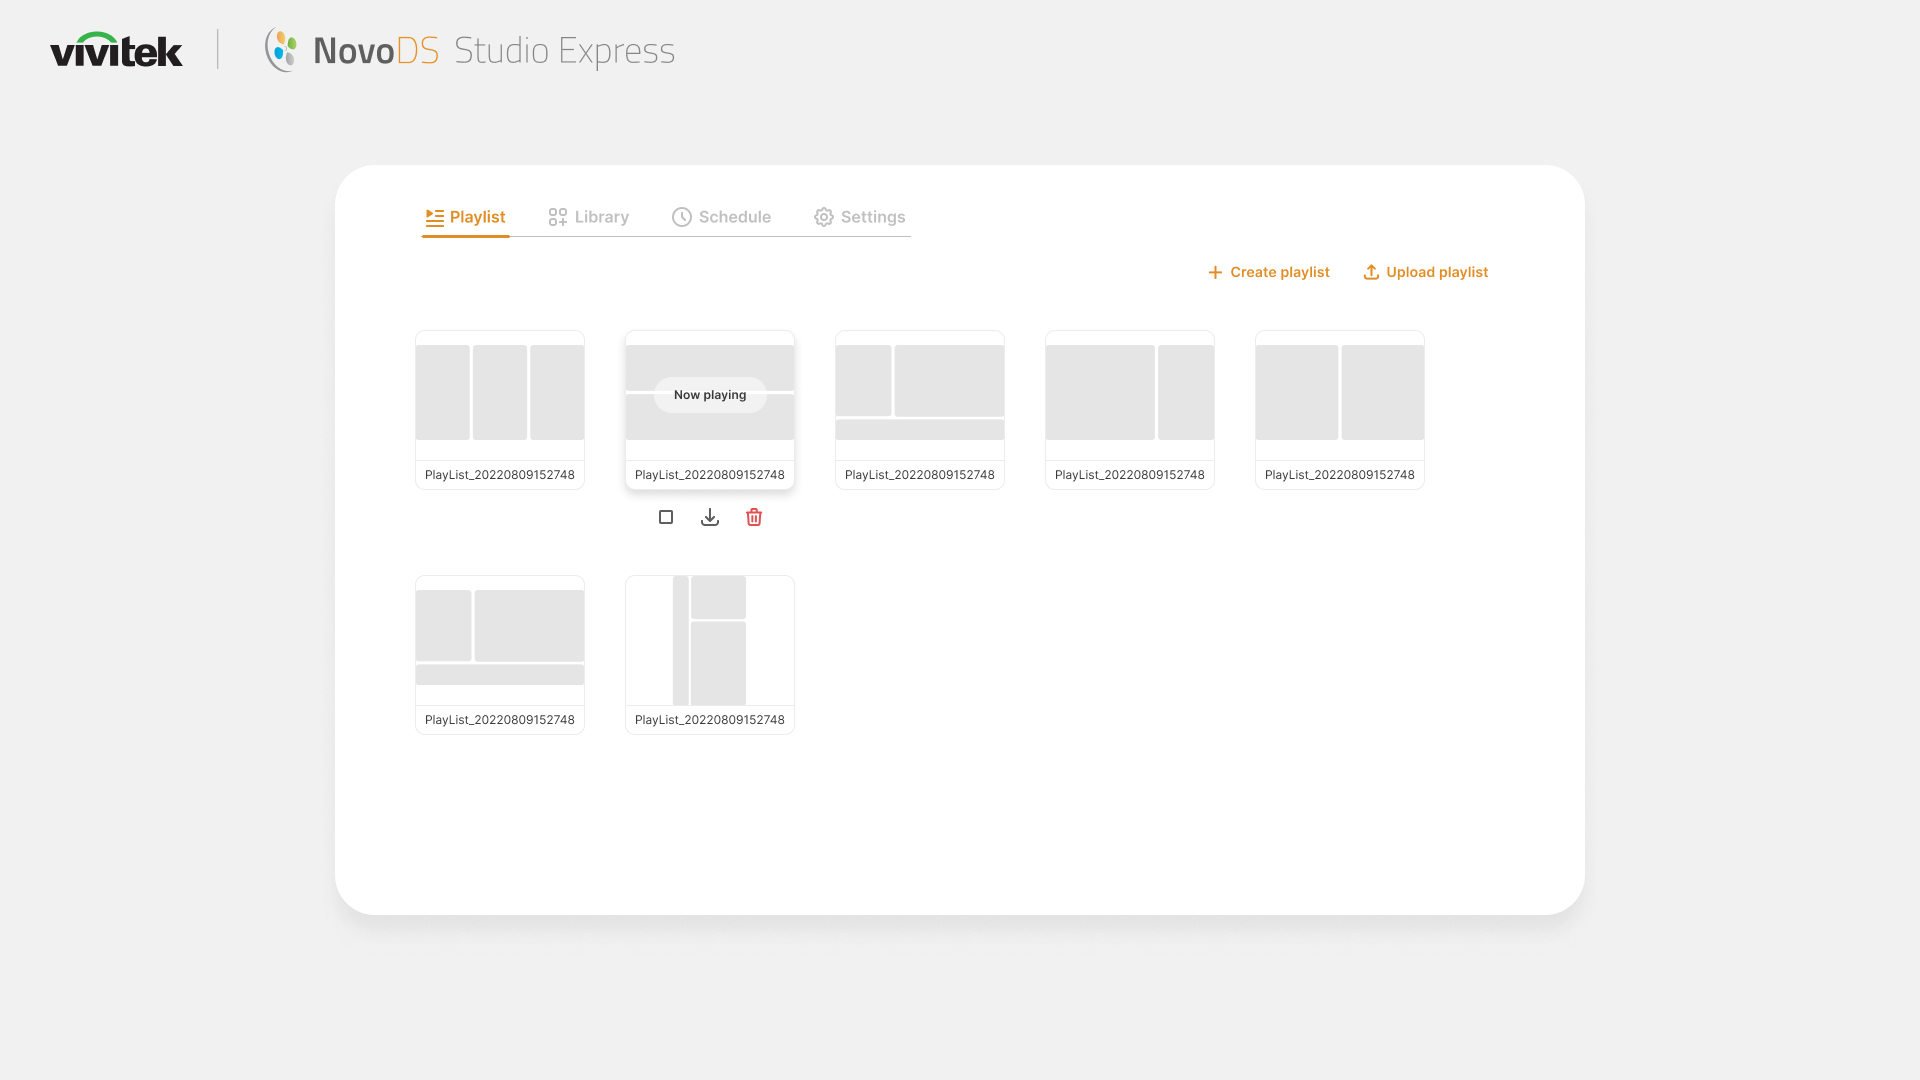 vivitek
NovoDS Studio Express
Playlist Library Schedule Settings
Create playlist Upload playlist
Now playing
PlayList_20220809152748 PlayList_20220809152748 PlayList_20220809152748 PlayList_20220809152748 PlayList_20220809152748
PlayList_20220809152748 PlayList_20220809152748